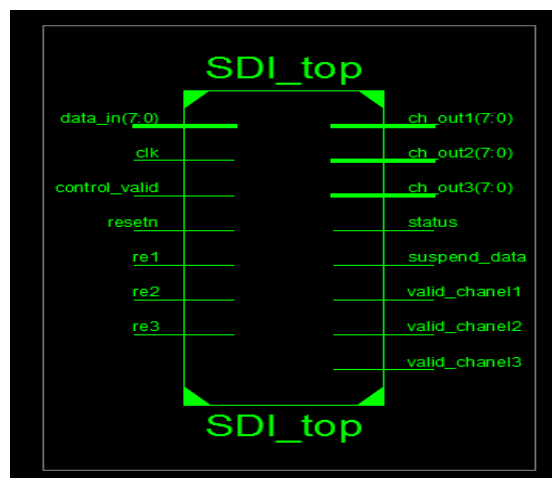 SDI_top
data_in(7:0)
clk
control_valid
resetn
re1
re2
re3
ch_out1(7:0)
ch_out2(7:0)
ch_out3(7:0)
status
suspend_data
valid_chanel1
valid_chanel2
valid_chanel3
SDI_top